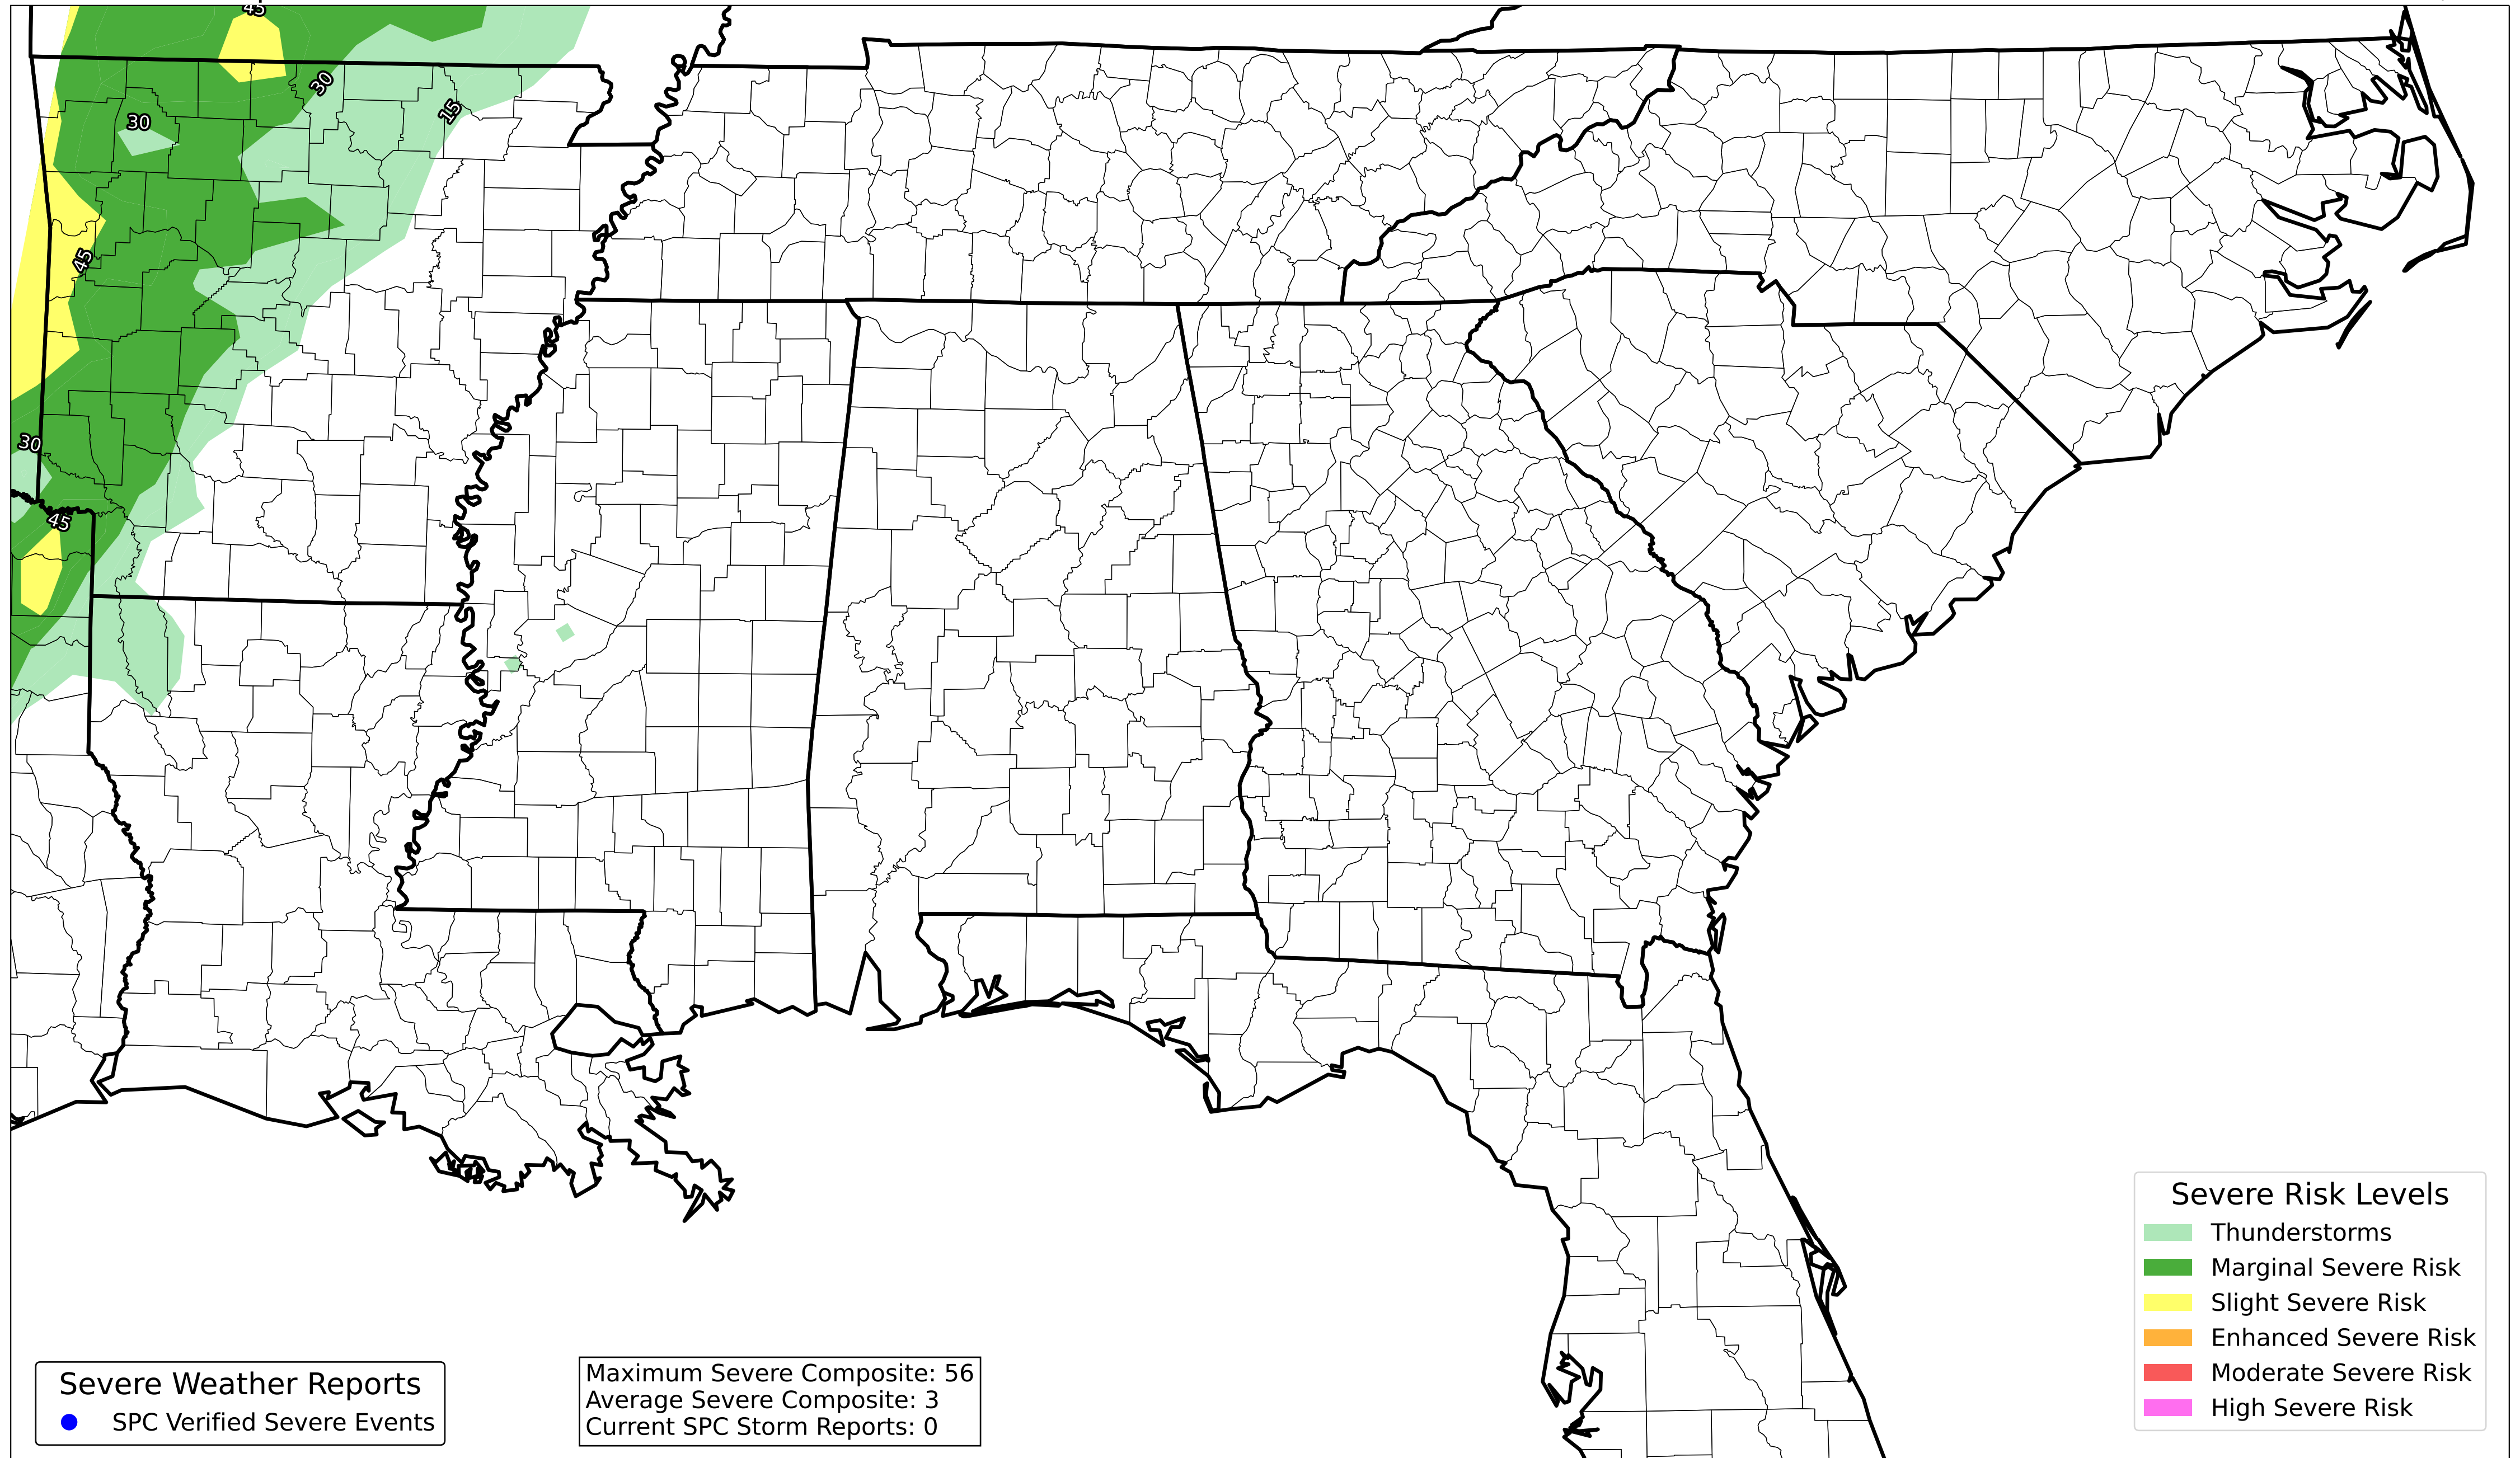 45
30
15
30
45
30
45
Severe Risk Levels
Thunderstorms
Marginal Severe Risk
Slight Severe Risk
Enhanced Severe Risk
Moderate Severe Risk
High Severe Risk
Severe Weather Reports
SPC Verified Severe Events
Maximum Severe Composite: 56
Average Severe Composite: 3
Current SPC Storm Reports: 0